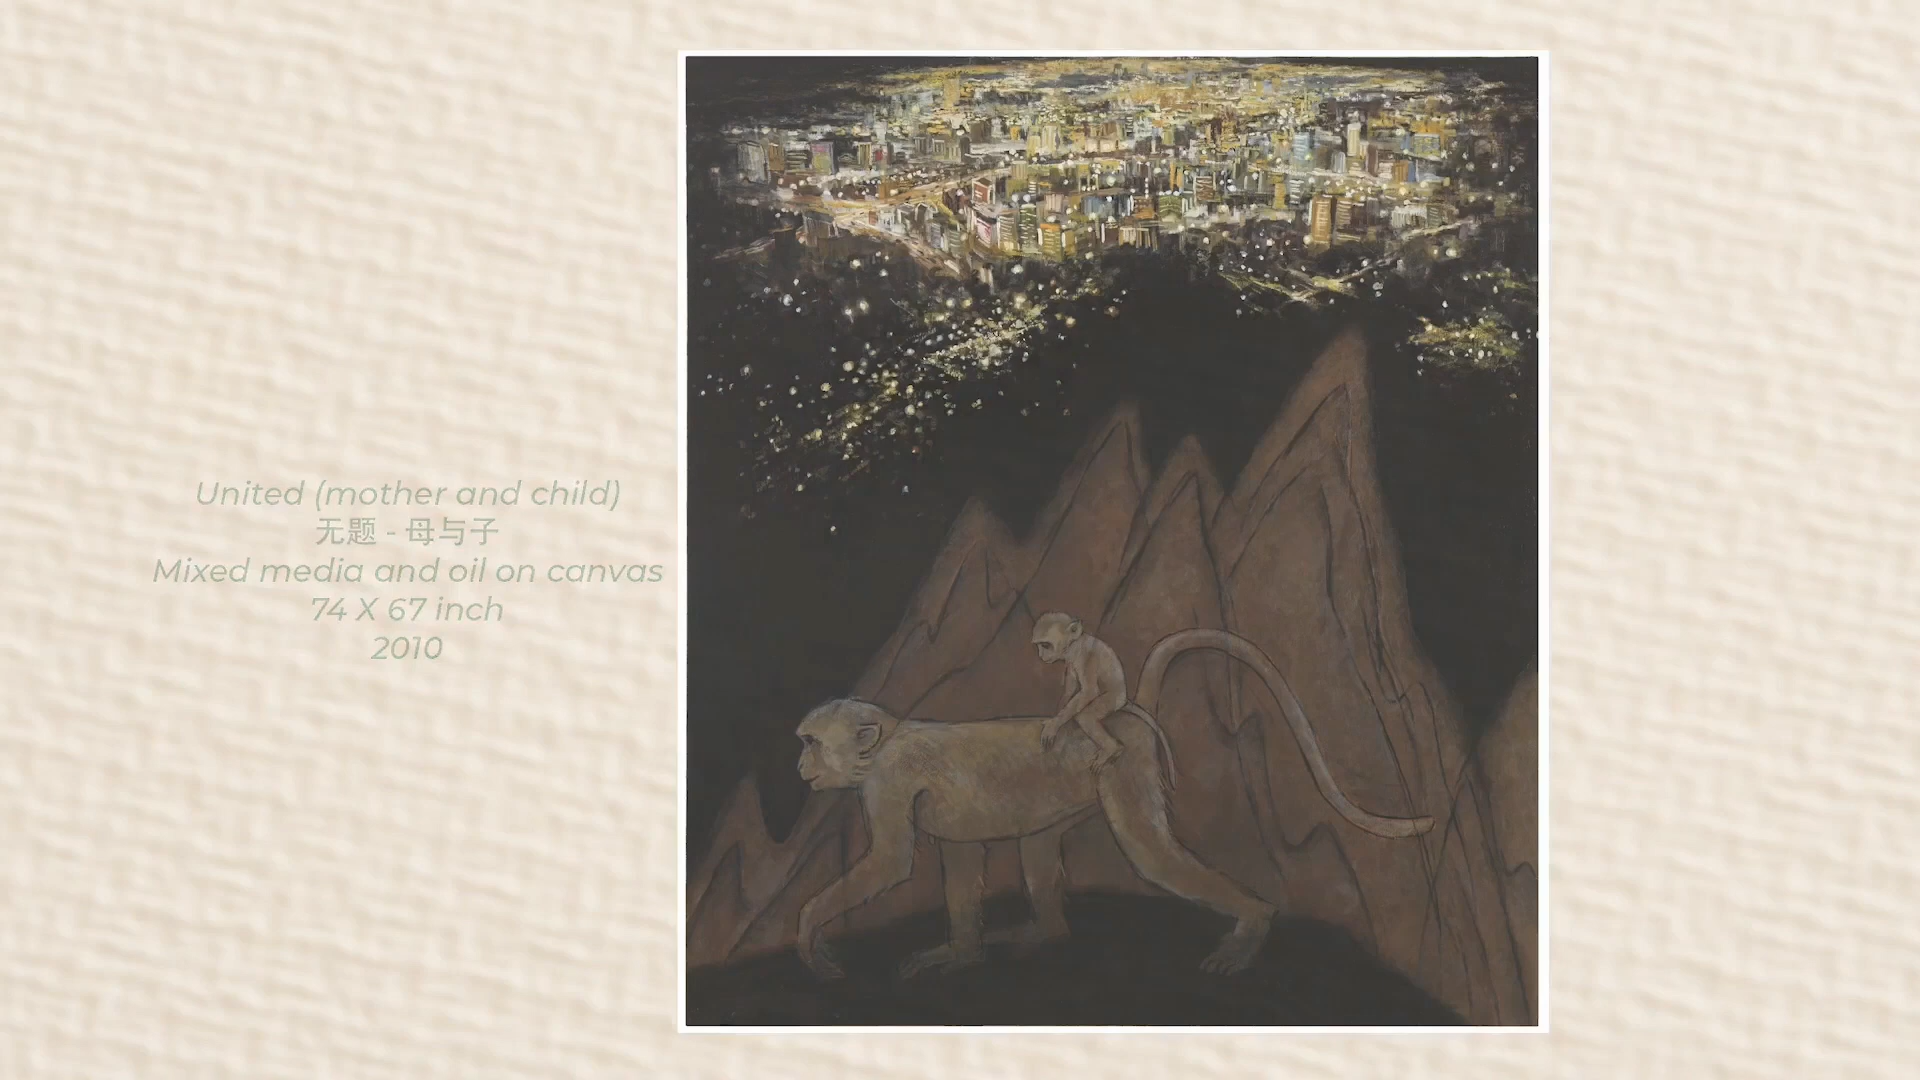 United (mother and child)
无题 - 母与子
Mixed media and oil on canvas
74 X 67 inch
2010